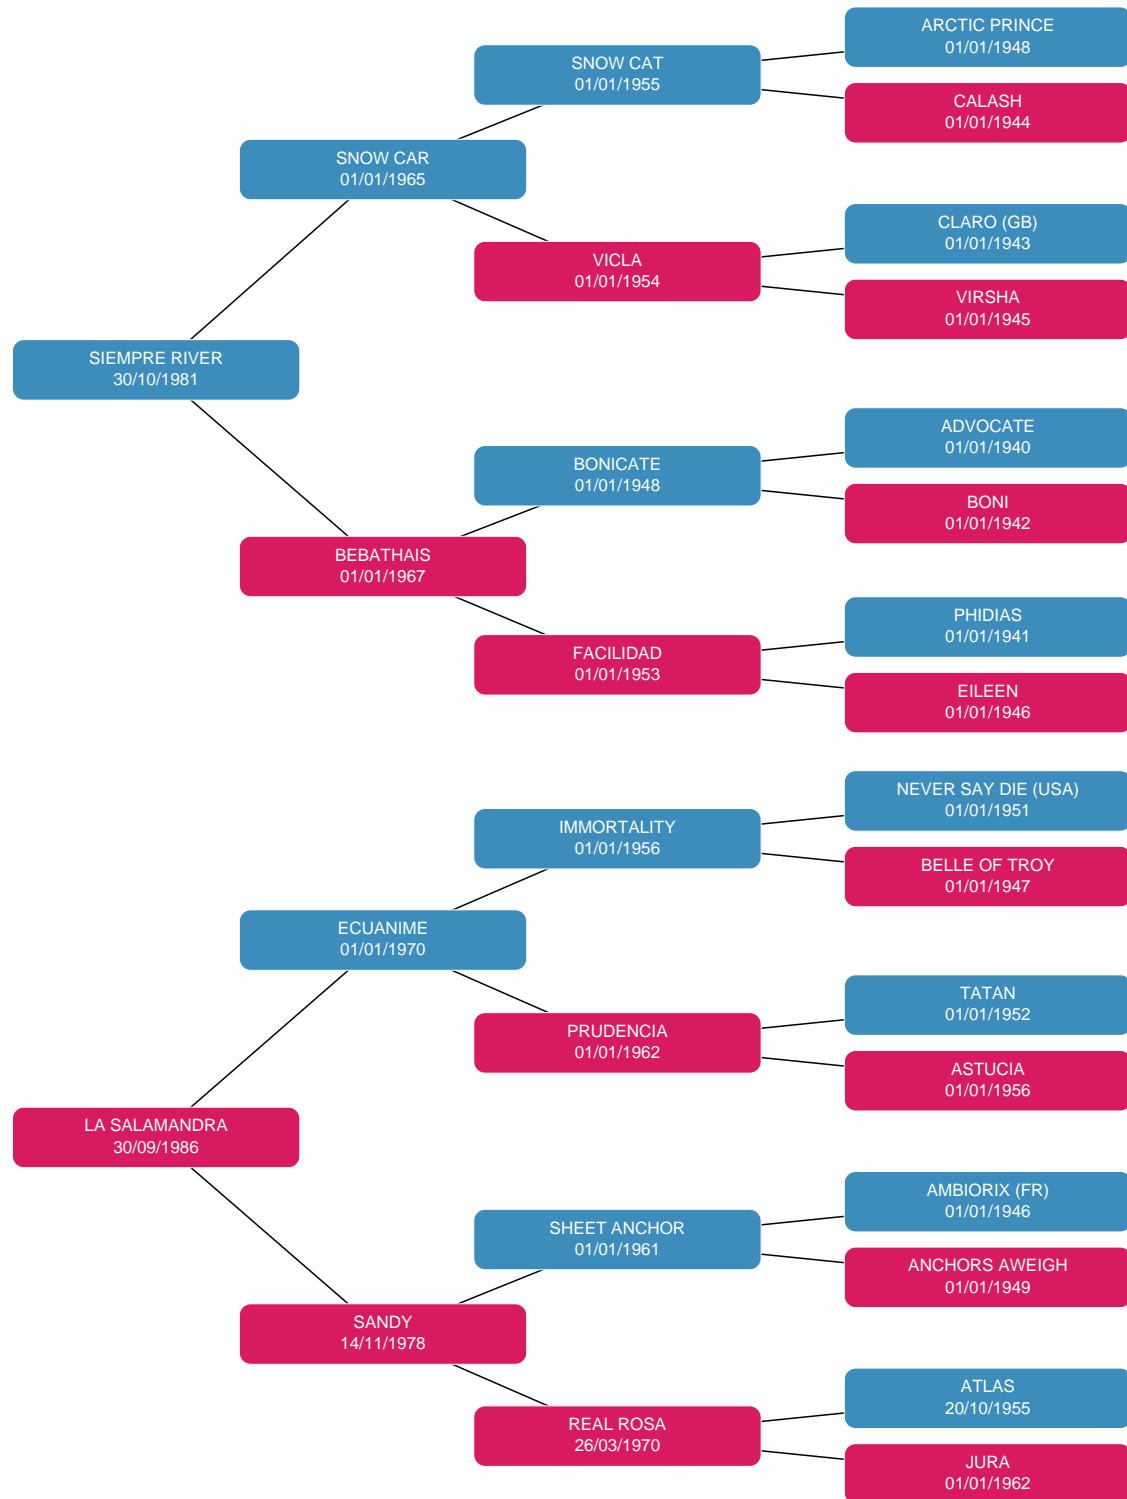 ARCTIC PRINCE
01/01/1948
SNOW CAT
01/01/1955
CALASH
01/01/1944
SNOW CAR
01/01/1965
CLARO (GB)
01/01/1943
VICLA
01/01/1954
VIRSHA
01/01/1945
SIEMPRE RIVER
30/10/1981
ADVOCATE
01/01/1940
BONICATE
01/01/1948
BONI
01/01/1942
BEBATHAIS
01/01/1967
PHIDIAS
01/01/1941
FACILIDAD
01/01/1953
EILEEN
01/01/1946
NEVER SAY DIE (USA)
01/01/1951
IMMORTALITY
01/01/1956
BELLE OF TROY
01/01/1947
ECUANIME
01/01/1970
TATAN
01/01/1952
PRUDENCIA
01/01/1962
ASTUCIA
01/01/1956
LA SALAMANDRA
30/09/1986
AMBIORIX (FR)
01/01/1946
SHEET ANCHOR
01/01/1961
ANCHORS AWEIGH
01/01/1949
SANDY
14/11/1978
ATLAS
20/10/1955
REAL ROSA
26/03/1970
JURA
01/01/1962